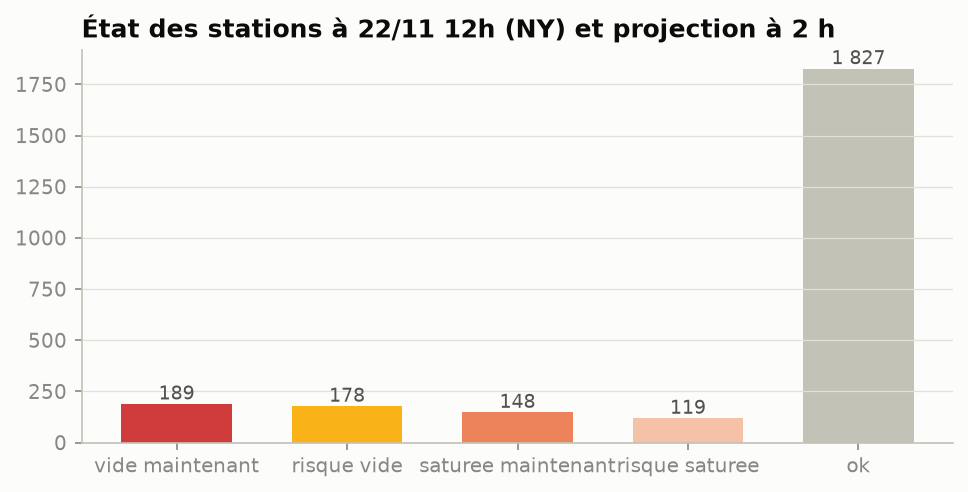 État des stations à 22/11 12h (NY) et projection à 2 h
1 827
1750
1500
1250
1000
750
500
250
0
189
178
148
119
vide maintenant
risque vide
saturee maintenant
risque saturee
ok